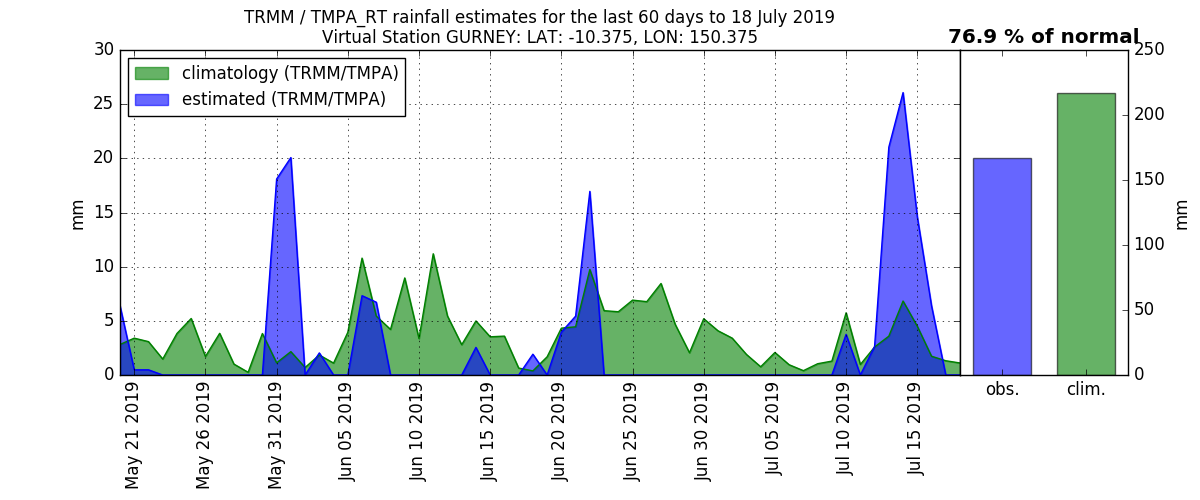 TRMM / TMPA_RT rainfall estimates for the last 60 days to 18 July 2019
Virtual Station GURNEY: LAT: -10.375, LON: 150.375
76.9 % of normal
climatology (TRMM/TMPA)
estimated (TRMM/TMPA)
30
25
20
15
10
5
0
mm
May 21 2019
May 26 2019
May 31 2019
Jun 05 2019
Jun 10 2019
Jun 15 2019
Jun 20 2019
Jun 25 2019
Jun 30 2019
Jul 05 2019
Jul 10 2019
Jul 15 2019
obs.
clim.
250
200
150
100
50
0
mm